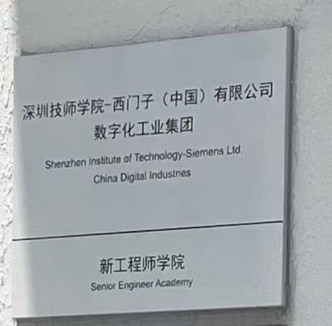 深圳技师学院-西门子（中国）有限公司
数字化工业集团
Shenzhen Institute of Technology-Siemens Ltd.
China Digital Industries
新工程师学院
Senior Engineer Academy